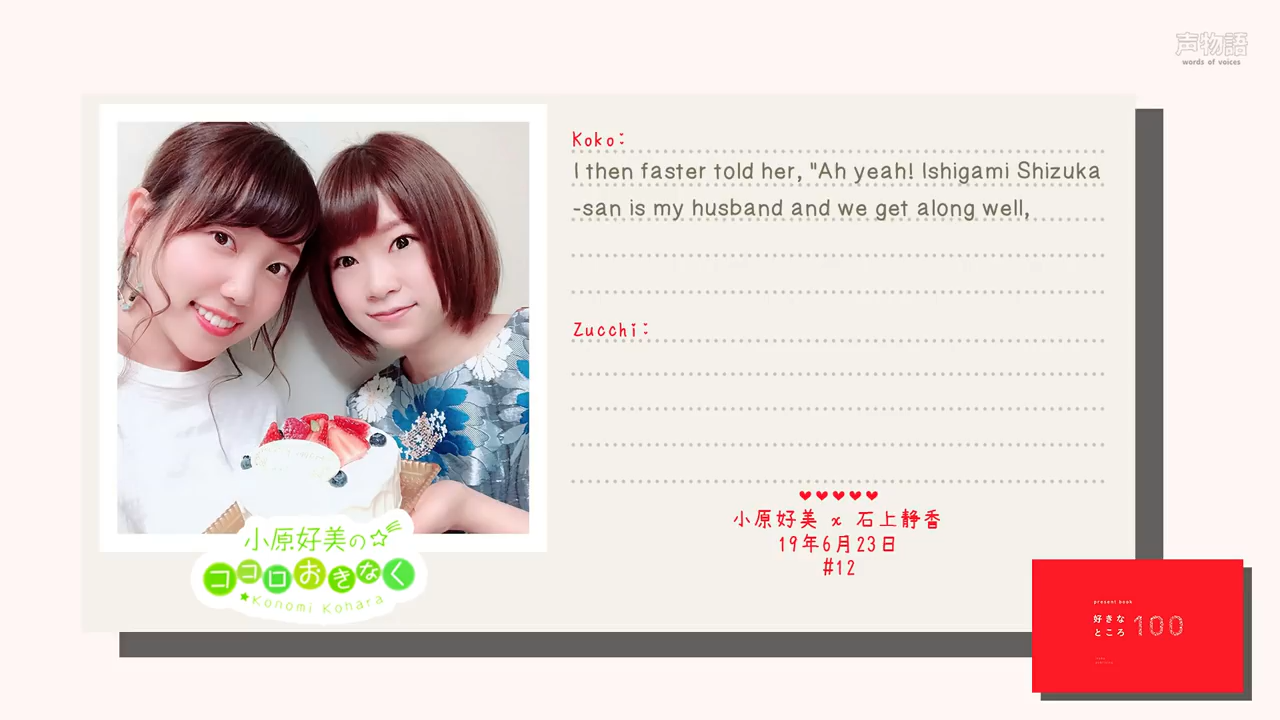 声物語
words of voices
Koko:
I then faster told her, "Ah yeah! Ishigami Shizuka
-san is my husband and we get along well,
Zucchi:
♥♥♥♥♥
小原好美 x 石上静香
19年6月23日
#12
小原好美の☆
ココロおきなく
★Konomi Kohara
present book
好きな
ところ
100